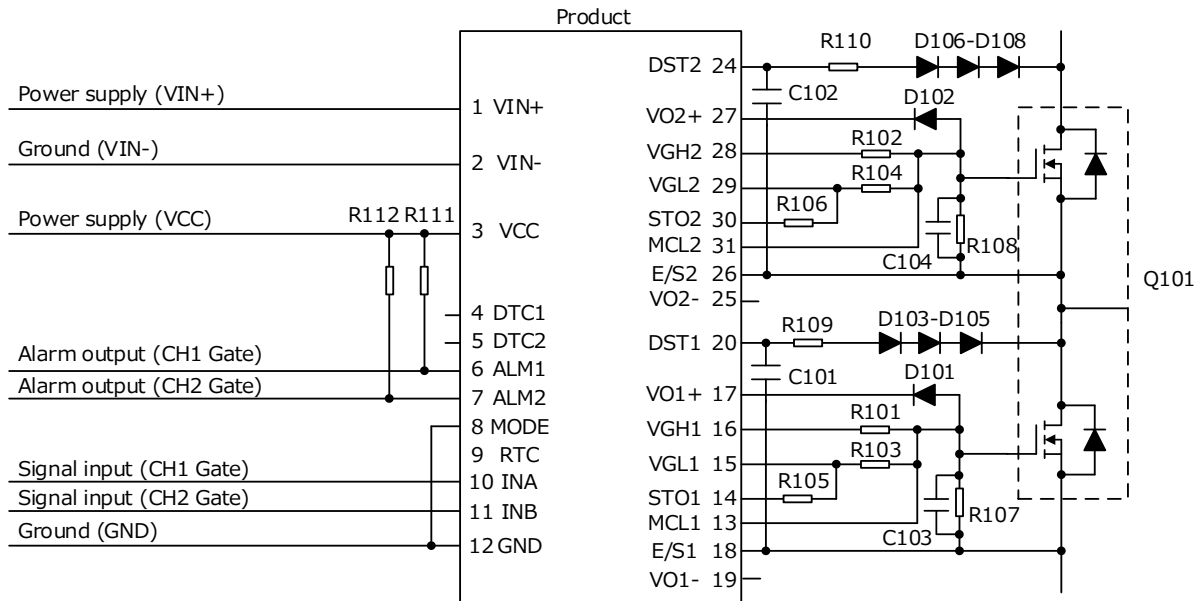 Product
Power supply (VIN+)
Ground (VIN-)
Power supply (VCC)
R112 R111
Alarm output (CH1 Gate)
Alarm output (CH2 Gate)
Signal input (CH1 Gate)
Signal input (CH2 Gate)
Ground (GND)
1 VIN+
2 VIN-
3 VCC
4 DTC1
5 DTC2
6 ALM1
7 ALM2
8 MODE
9 RTC
10 INA
11 INB
12 GND
DST2 24
VO2+ 27
VGH2 28
VGL2 29
STO2 30
MCL2 31
E/S2 26
VO2- 25
DST1 20
VO1+ 17
VGH1 16
VGL1 15
STO1 14
MCL1 13
E/S1 18
VO1- 19
R110 D106-D108
C102
D102
R102
R104
R106
C104 R108
Q101
R109 D103-D105
C101
D101
R101
R103
R105
C103 R107